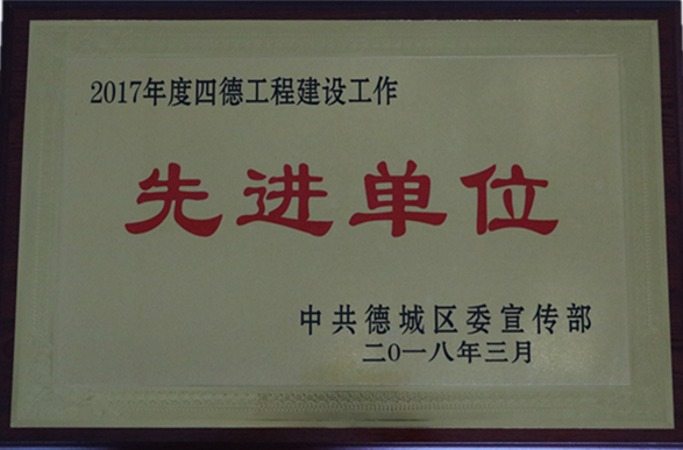 2017年度四德工程建设工作
先进单位
中共德城区委宣传部
二〇一八年三月